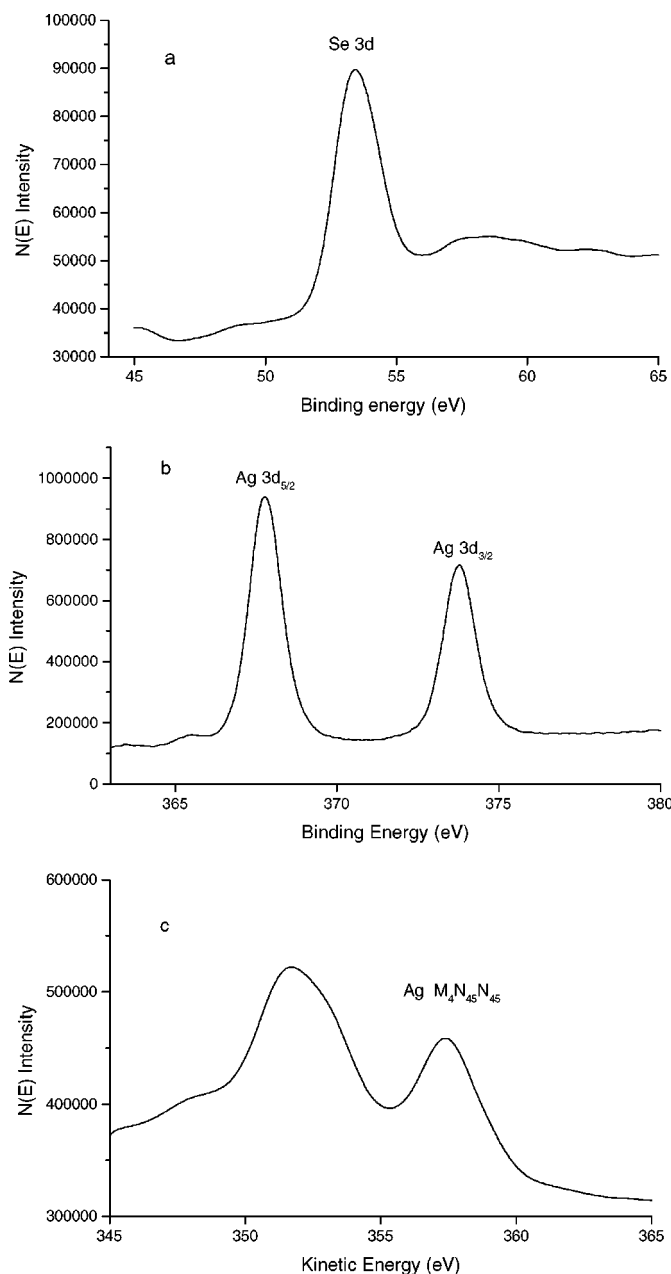 a
Se 3d
100000
90000
80000
70000
60000
50000
40000
30000
N(E) Intensity
45 50 55 60 65
Binding energy (eV)
b
Ag 3d5/2
Ag 3d3/2
1000000
800000
600000
400000
200000
0
N(E) Intensity
365 370 375 380
Binding Energy (eV)
c
Ag M4N45N45
600000
500000
400000
300000
N(E) Intensity
345 350 355 360 365
Kinetic Energy (eV)